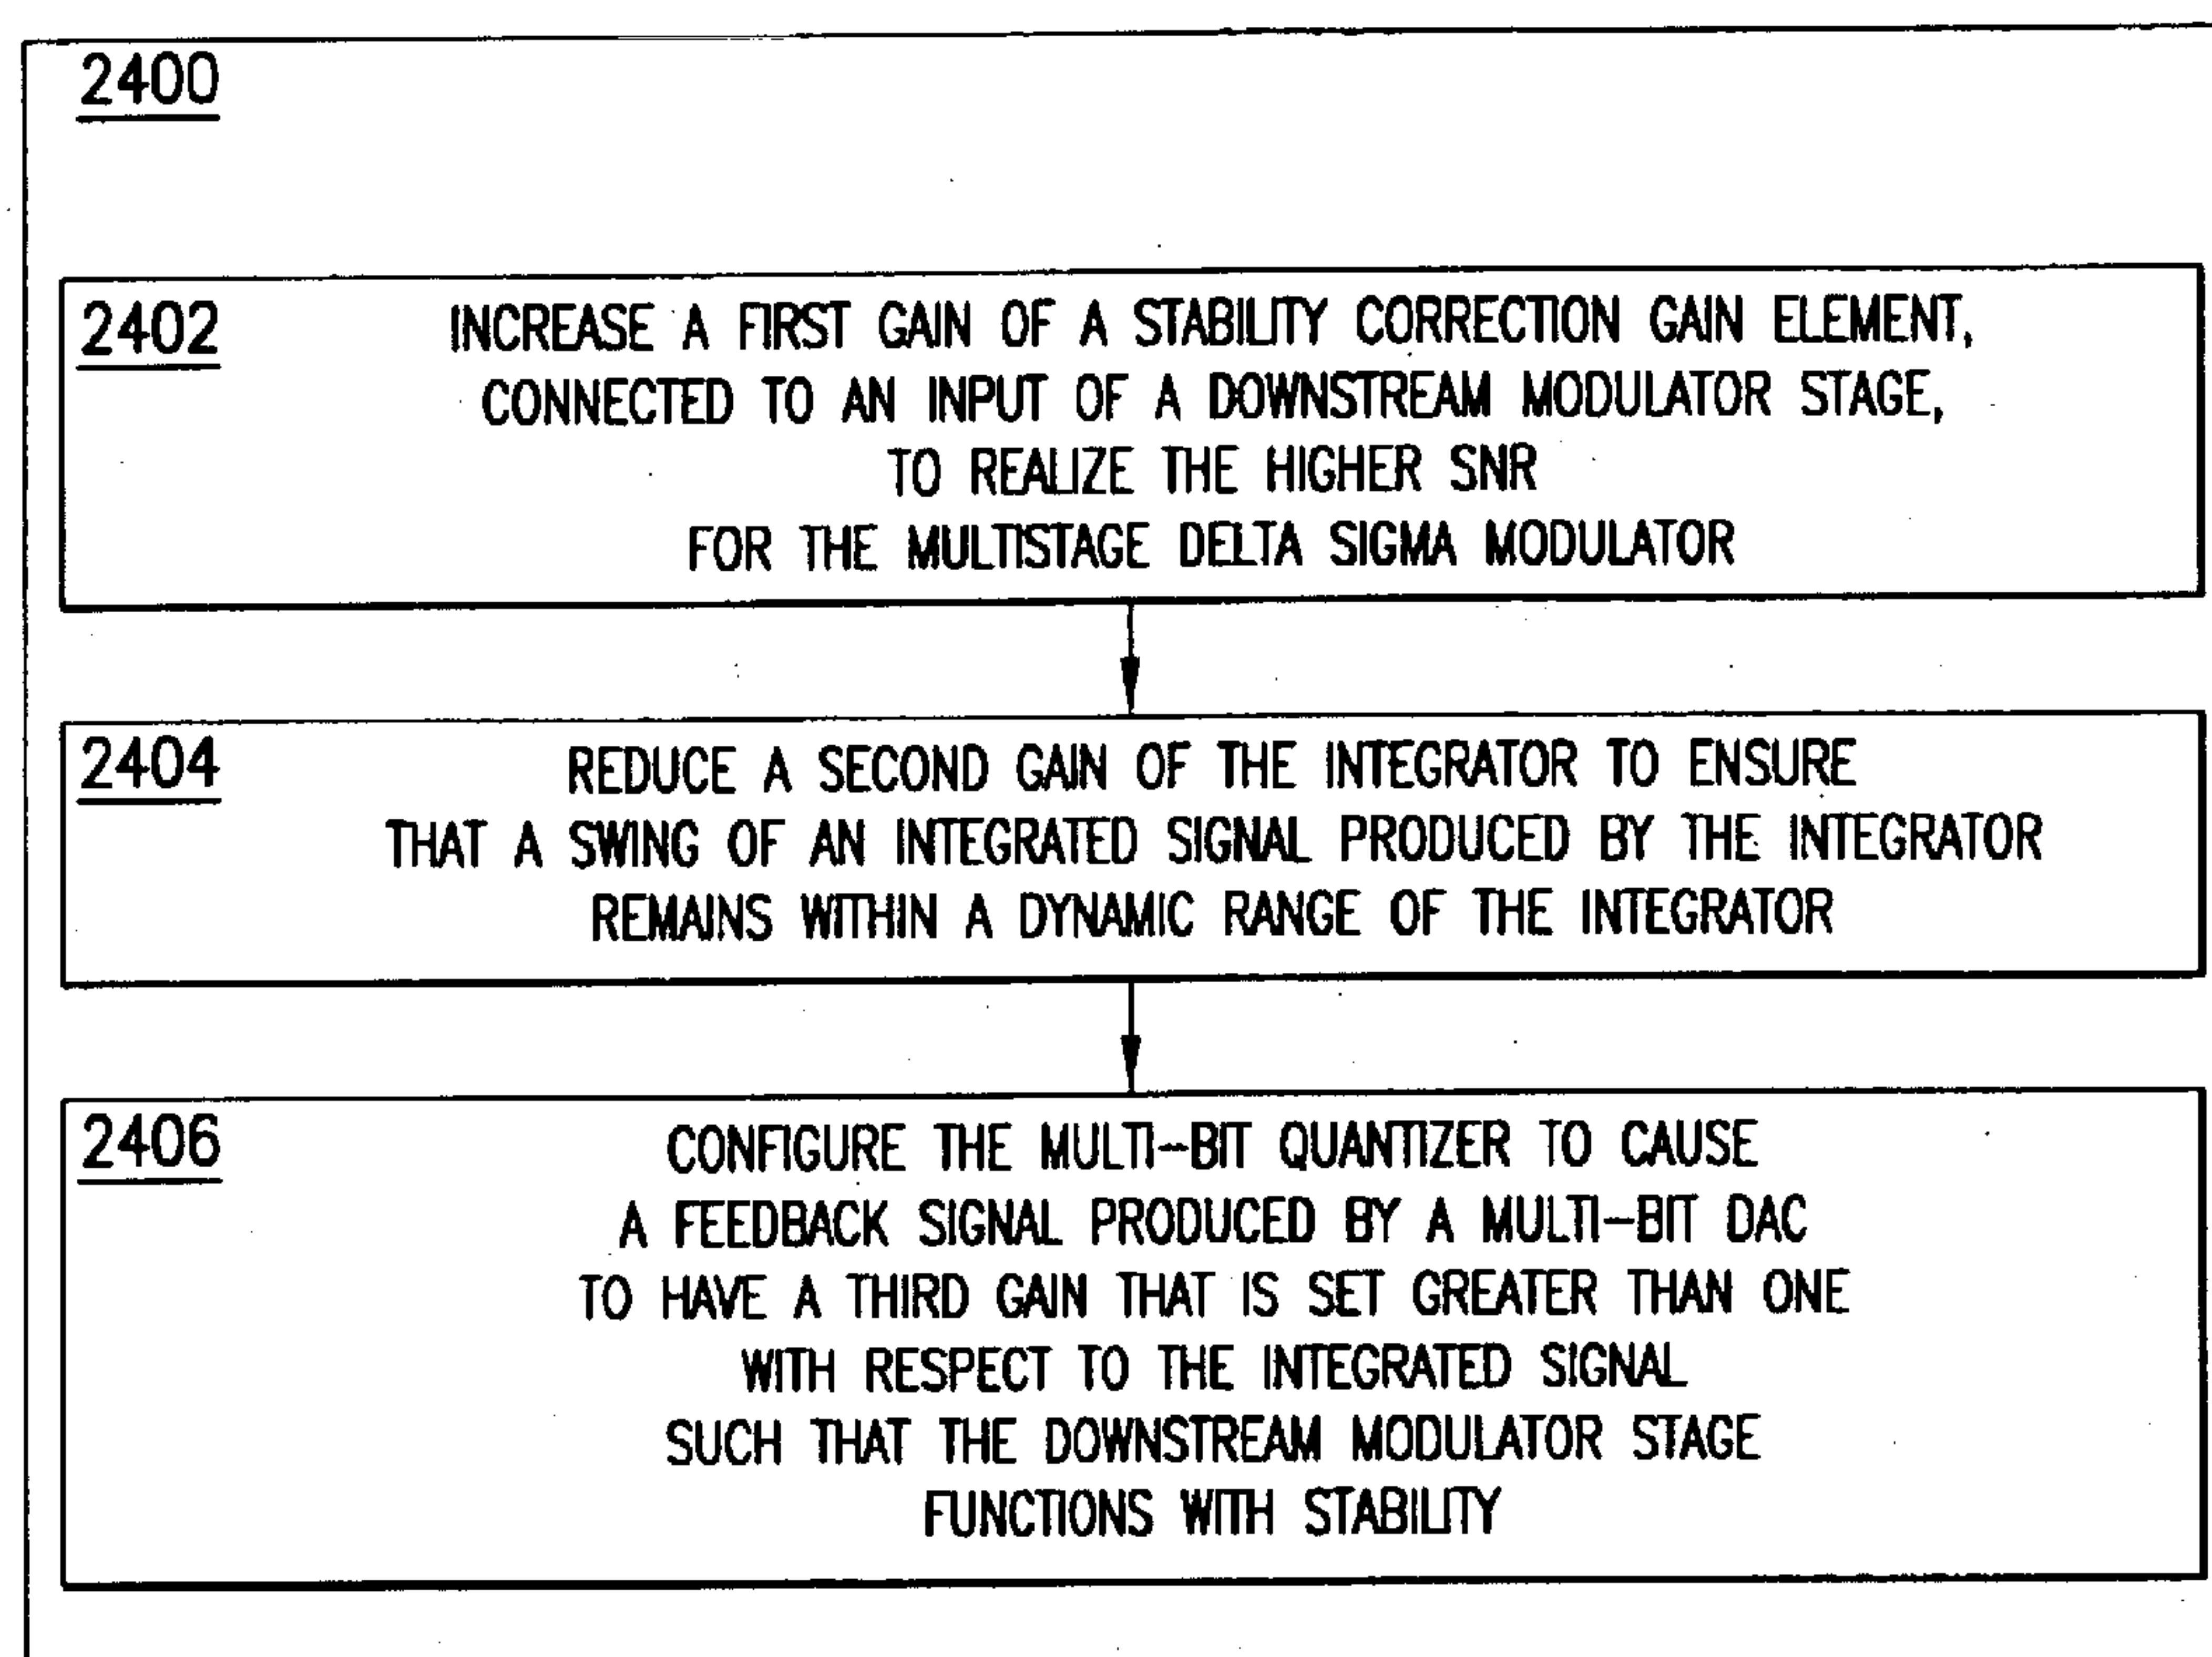 2400
2402
INCREASE A FIRST GAIN OF A STABILITY CORRECTION GAIN ELEMENT,
CONNECTED TO AN INPUT OF A DOWNSTREAM MODULATOR STAGE,
TO REALIZE THE HIGHER SNR
FOR THE MULTISTAGE DELTA SIGMA MODULATOR
2404
REDUCE A SECOND GAIN OF THE INTEGRATOR TO ENSURE
THAT A SWING OF AN INTEGRATED SIGNAL PRODUCED BY THE INTEGRATOR
REMAINS WITHIN A DYNAMIC RANGE OF THE INTEGRATOR
2406
CONFIGURE THE MULTI-BIT QUANTIZER TO CAUSE
A FEEDBACK SIGNAL PRODUCED BY A MULTI-BIT DAC
TO HAVE A THIRD GAIN THAT IS SET GREATER THAN ONE
WITH RESPECT TO THE INTEGRATED SIGNAL
SUCH THAT THE DOWNSTREAM MODULATOR STAGE
FUNCTIONS WITH STABILITY